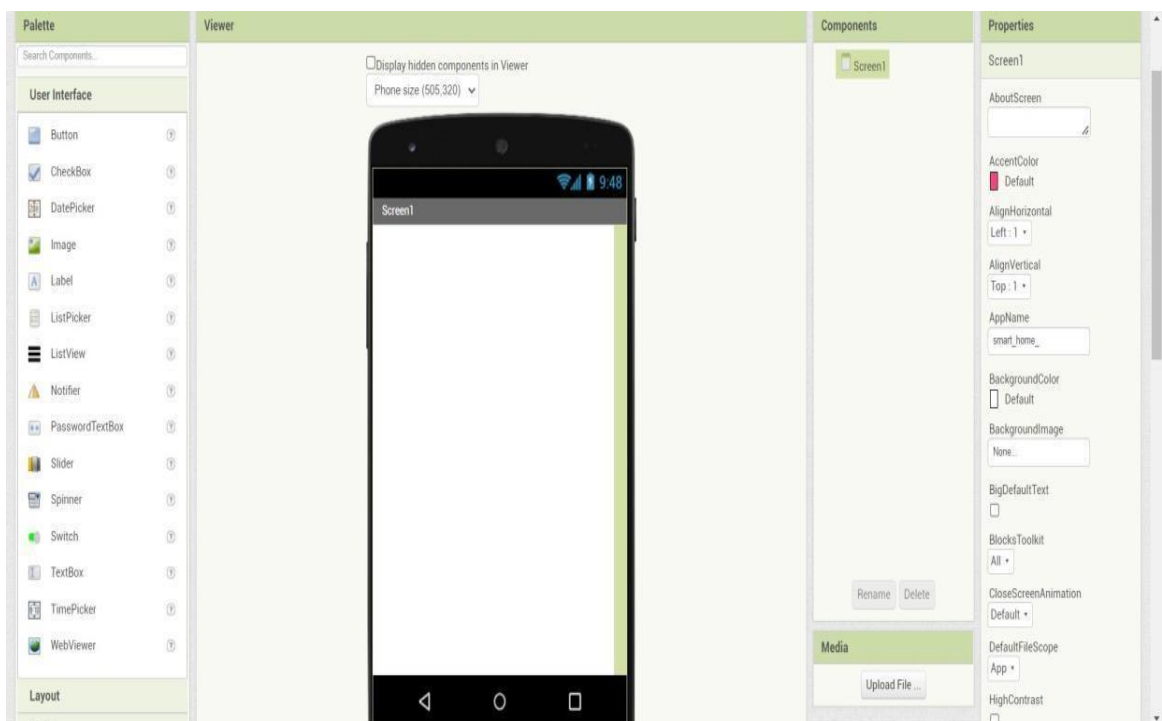 Palette
Search Components...
User Interface
Button
CheckBox
DatePicker
Image
Label
ListPicker
ListView
Notifier
PasswordTextBox
Slider
Spinner
Switch
TextBox
TimePicker
WebViewer
Layout
Viewer
Display hidden components in Viewer
Phone size (505,320)
9:48
Screen1
Components
Screen1
Rename Delete
Media
Upload File ...
Properties
Screen1
AboutScreen
AccentColor
Default
AlignHorizontal
Left : 1
AlignVertical
Top : 1
AppName
smart_home_
BackgroundColor
Default
BackgroundImage
None...
BigDefaultText
BlocksToolkit
All
CloseScreenAnimation
Default
DefaultFileScope
App
HighContrast